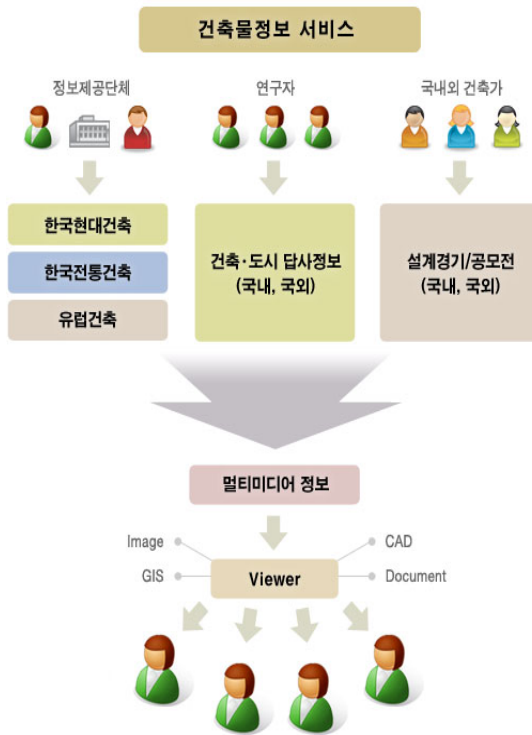 건축물정보 서비스
정보제공단체
연구자
국내외 건축가
한국현대건축
한국전통건축
유럽건축
건축·도시 답사정보
(국내, 국외)
설계경기/공모전
(국내, 국외)
멀티미디어 정보
Image
CAD
GIS
Viewer
Document